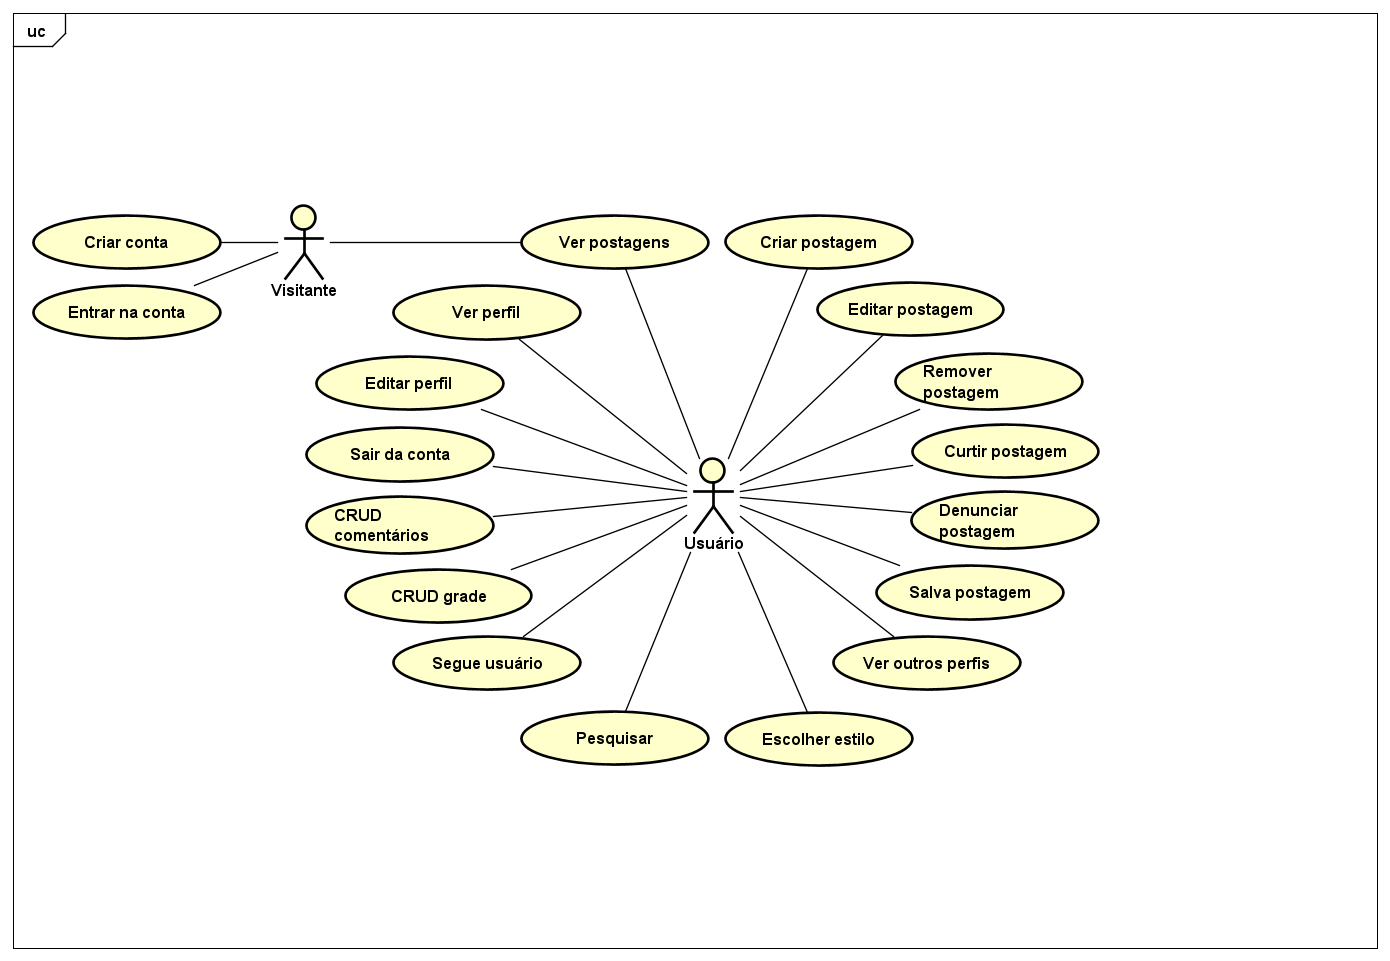 uc
Criar conta
Entrar na conta
Visitante
Ver postagens
Criar postagem
Ver perfil
Editar postagem
Editar perfil
Remover
postagem
Sair da conta
Curtir postagem
CRUD
comentários
Denunciar
postagem
Usuário
CRUD grade
Salva postagem
Segue usuário
Ver outros perfis
Pesquisar
Escolher estilo